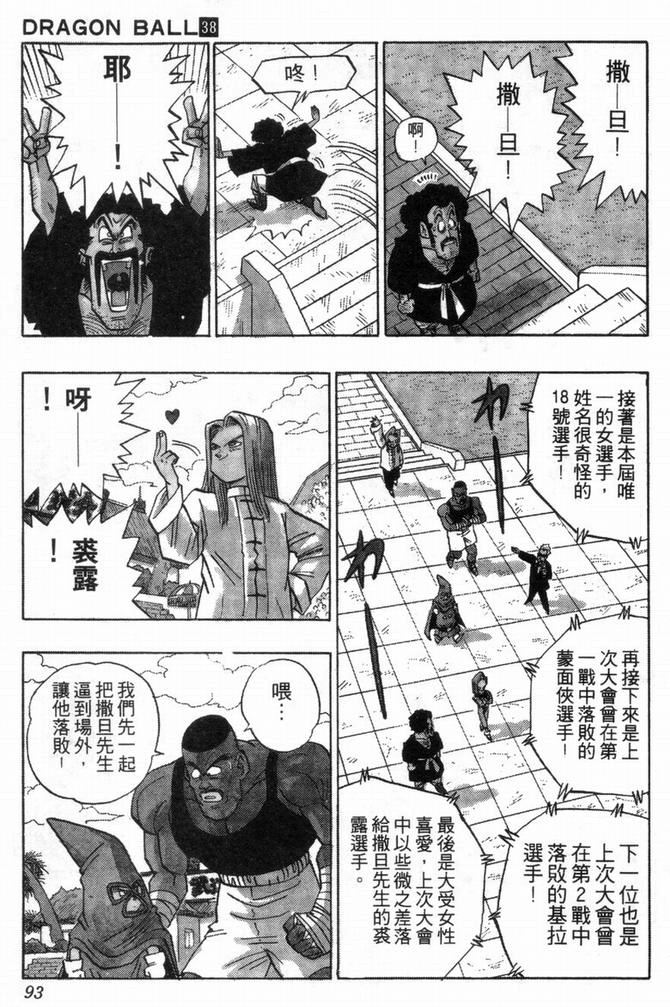 DRAGON BALL 38
撒
—
旦
！
撒
—
旦
！
啊！
咚！
耶
—
—
！
接著是本屆唯
一的女選手，
姓名很奇怪的
18號選手！
わ
—
わ
—
再接下來是上
次大會曾在第
一戰中落敗的
蒙面俠選手！
下一位也是
上次大會曾
在第2戰中
落敗的基拉
選手！
最後是大受女性
喜愛，上次大會
中以些微之差落
給撒旦先生的裘
露選手。
呀
—
！
裘
露
！
喂…
我們先一起
把撒旦先生
逼到場外，
讓他落敗！
武
93